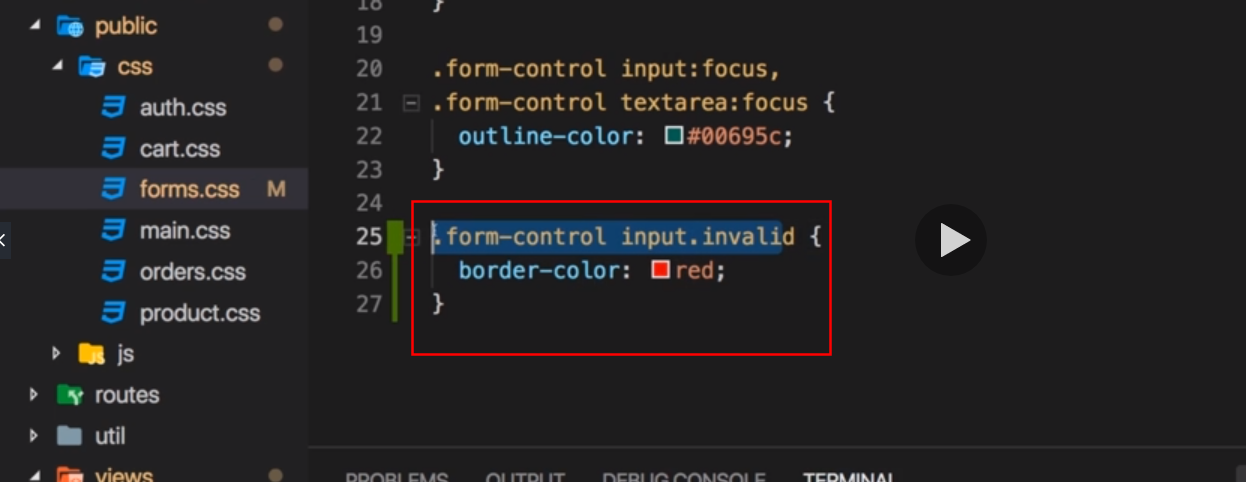 public
css
auth.css
cart.css
forms.css M
main.css
orders.css
product.css
JS js
routes
util
views
18 }
19
20 .form-control input:focus,
21 .form-control textarea:focus {
22 outline-color: #00695c;
23 }
24
25 .form-control input.invalid {
26 border-color: red;
27 }
PROBLEMS OUTPUT DEBUG CONSOLE TERMINAL